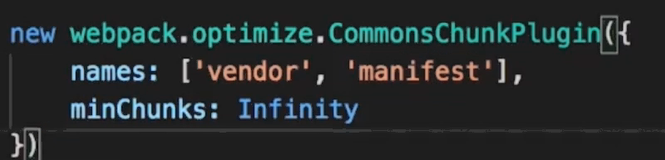 new webpack.optimize.CommonsChunkPlugin({
names: ['vendor', 'manifest'],
minChunks: Infinity
})